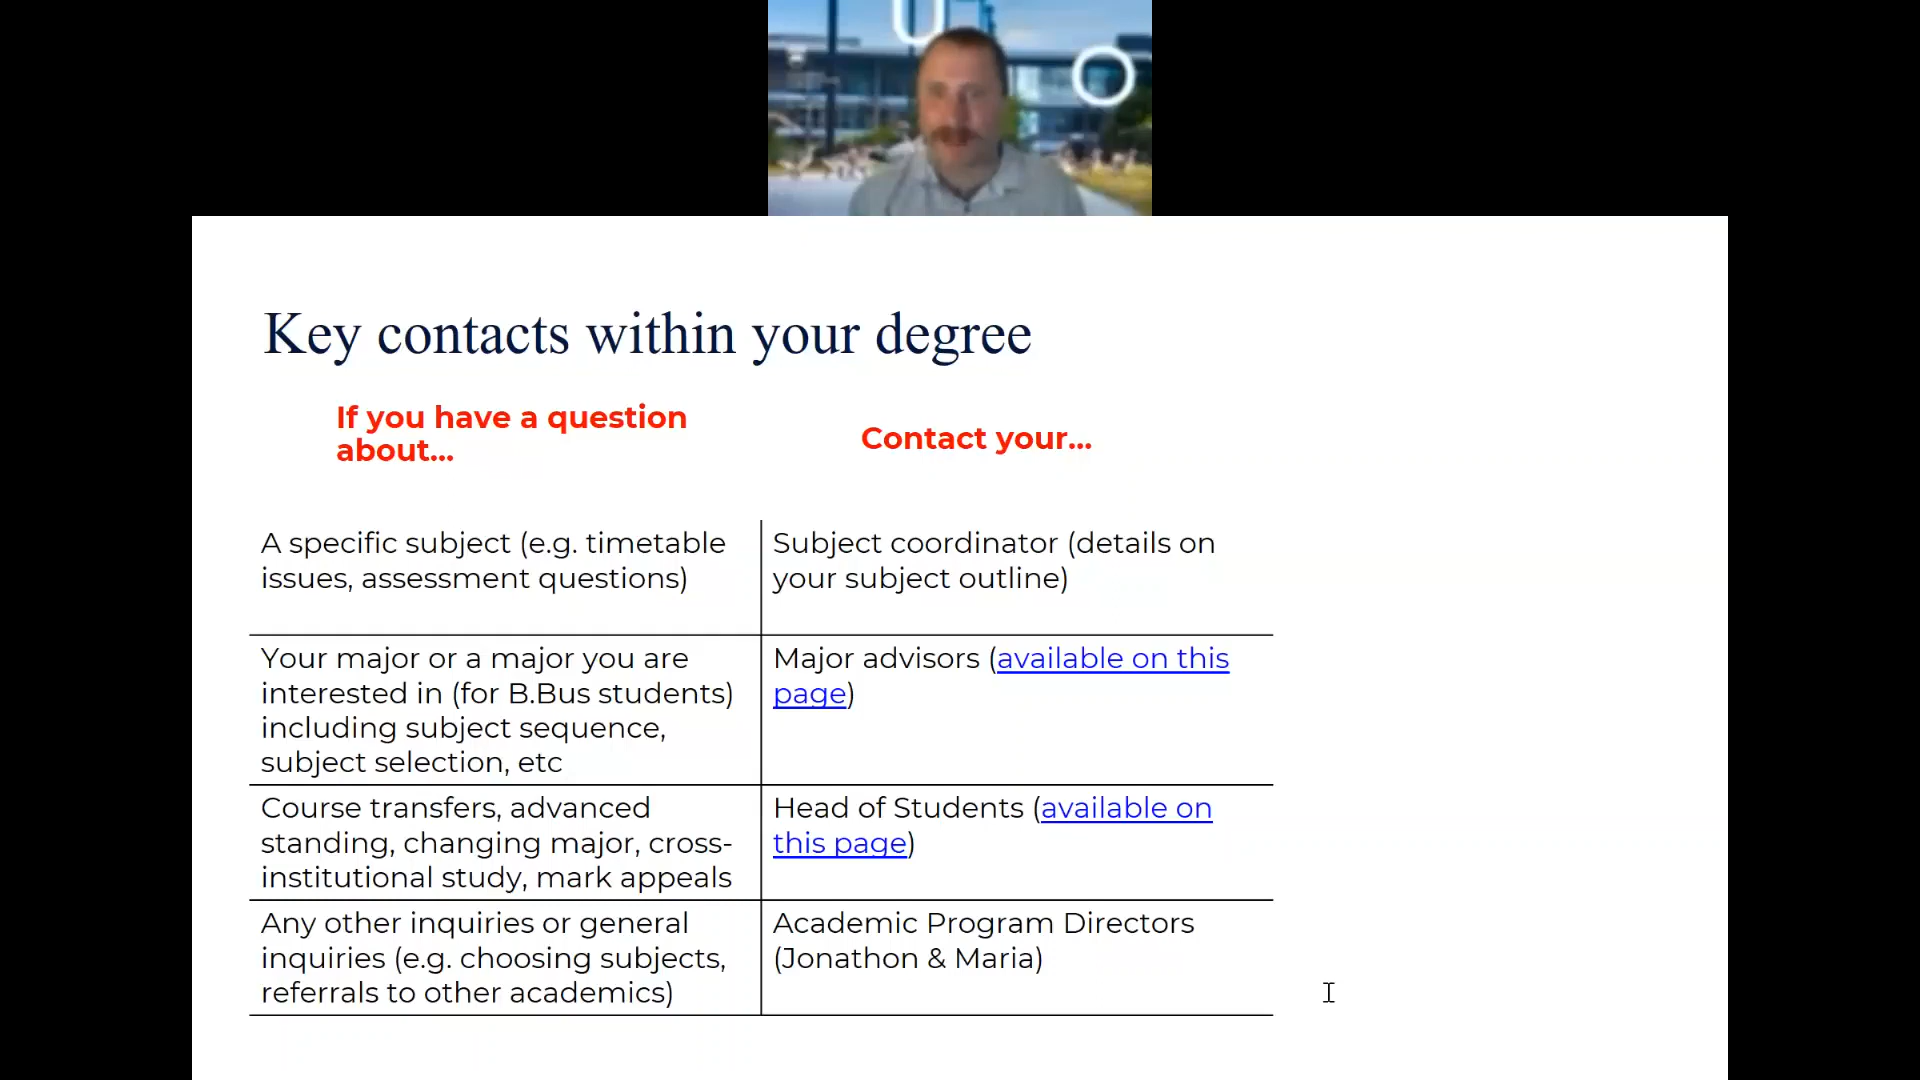 Key contacts within your degree
If you have a question
about...
Contact your...
A specific subject (e.g. timetable
issues, assessment questions)
Subject coordinator (details on
your subject outline)
Your major or a major you are
interested in (for B.Bus students)
including subject sequence,
subject selection, etc
Major advisors (available on this
page)
Course transfers, advanced
standing, changing major, cross-
institutional study, mark appeals
Head of Students (available on
this page)
Any other inquiries or general
inquiries (e.g. choosing subjects,
referrals to other academics)
Academic Program Directors
(Jonathon & Maria)